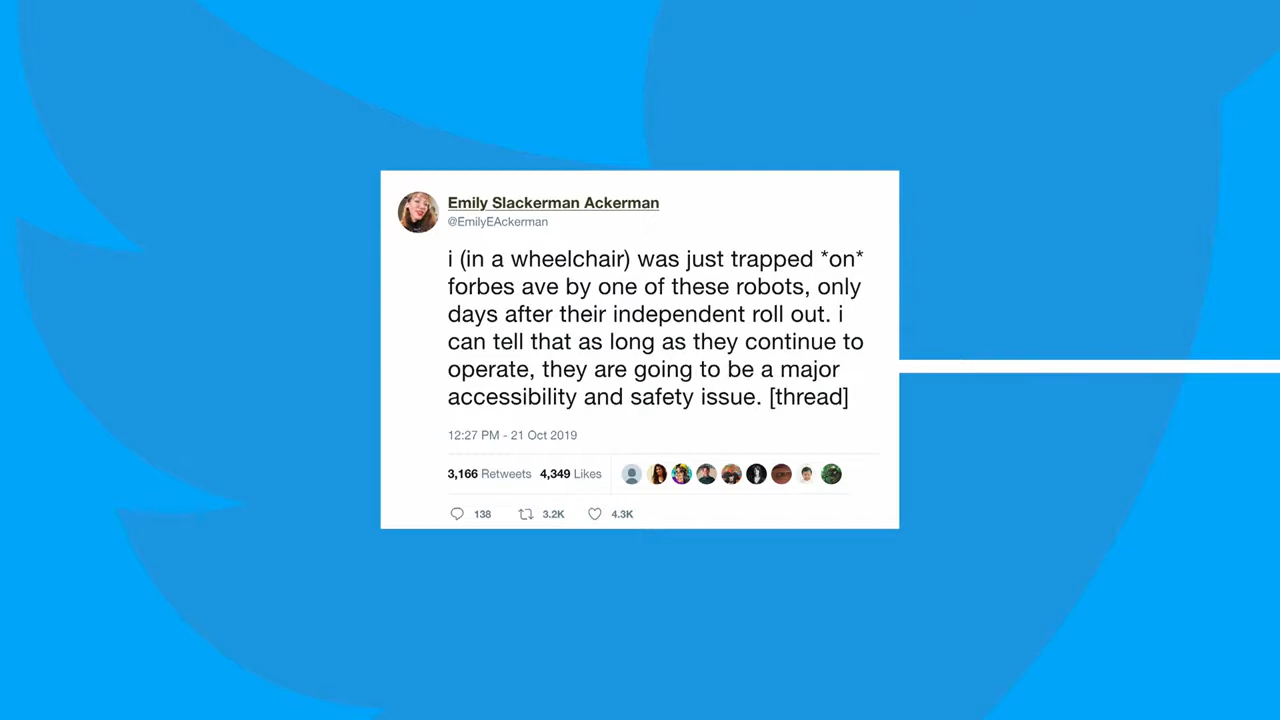 Emily Slackerman Ackerman
@EmilyEAckerman
i (in a wheelchair) was just trapped *on*
forbes ave by one of these robots, only
days after their independent roll out. i
can tell that as long as they continue to
operate, they are going to be a major
accessibility and safety issue. [thread]
12:27 PM - 21 Oct 2019
3,166 Retweets 4,349 Likes
138 3.2K 4.3K